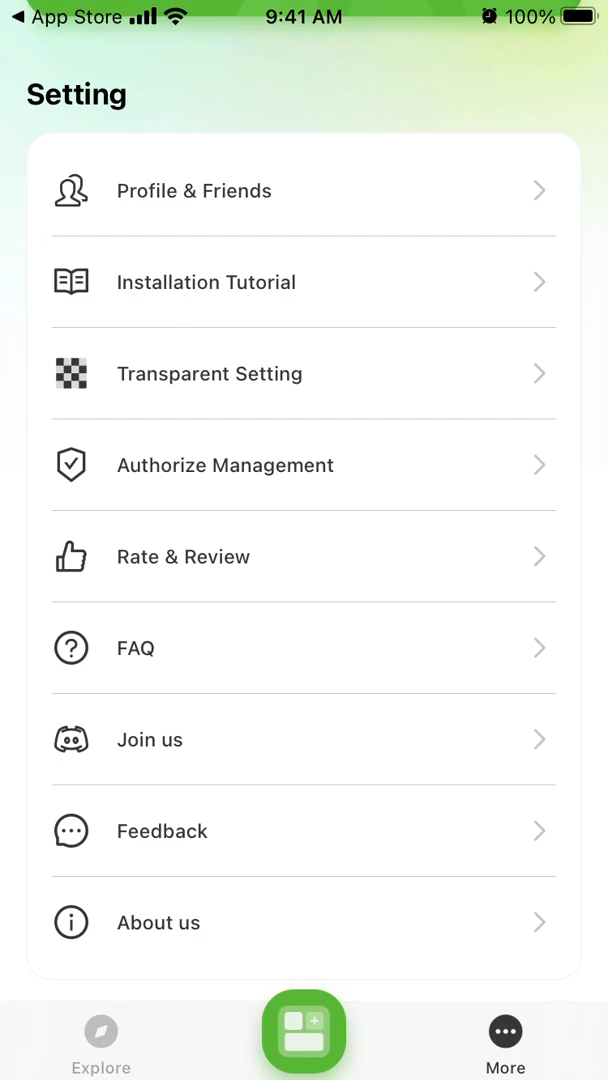 App Store 9:41 AM 100%
Setting
Profile & Friends
Installation Tutorial
Transparent Setting
Authorize Management
Rate & Review
FAQ
Join us
Feedback
About us
Explore More